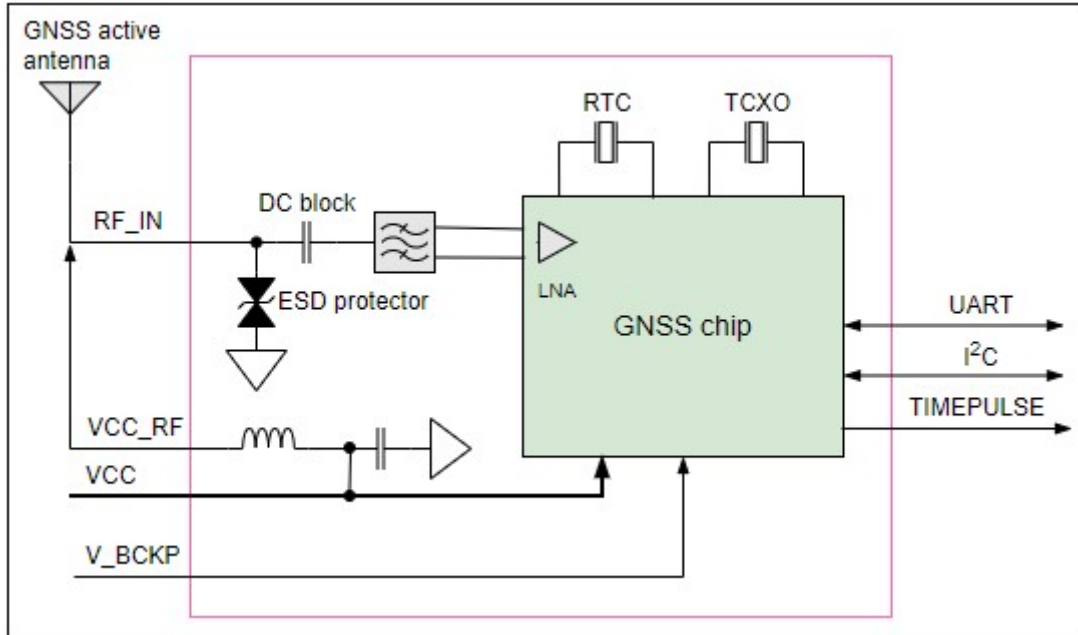 GNSS active
antenna
RTC
TCXO
DC block
RF_IN
ESD protector
LNA
GNSS chip
UART
I²C
TIMEPULSE
VCC_RF
VCC
V_BCKP